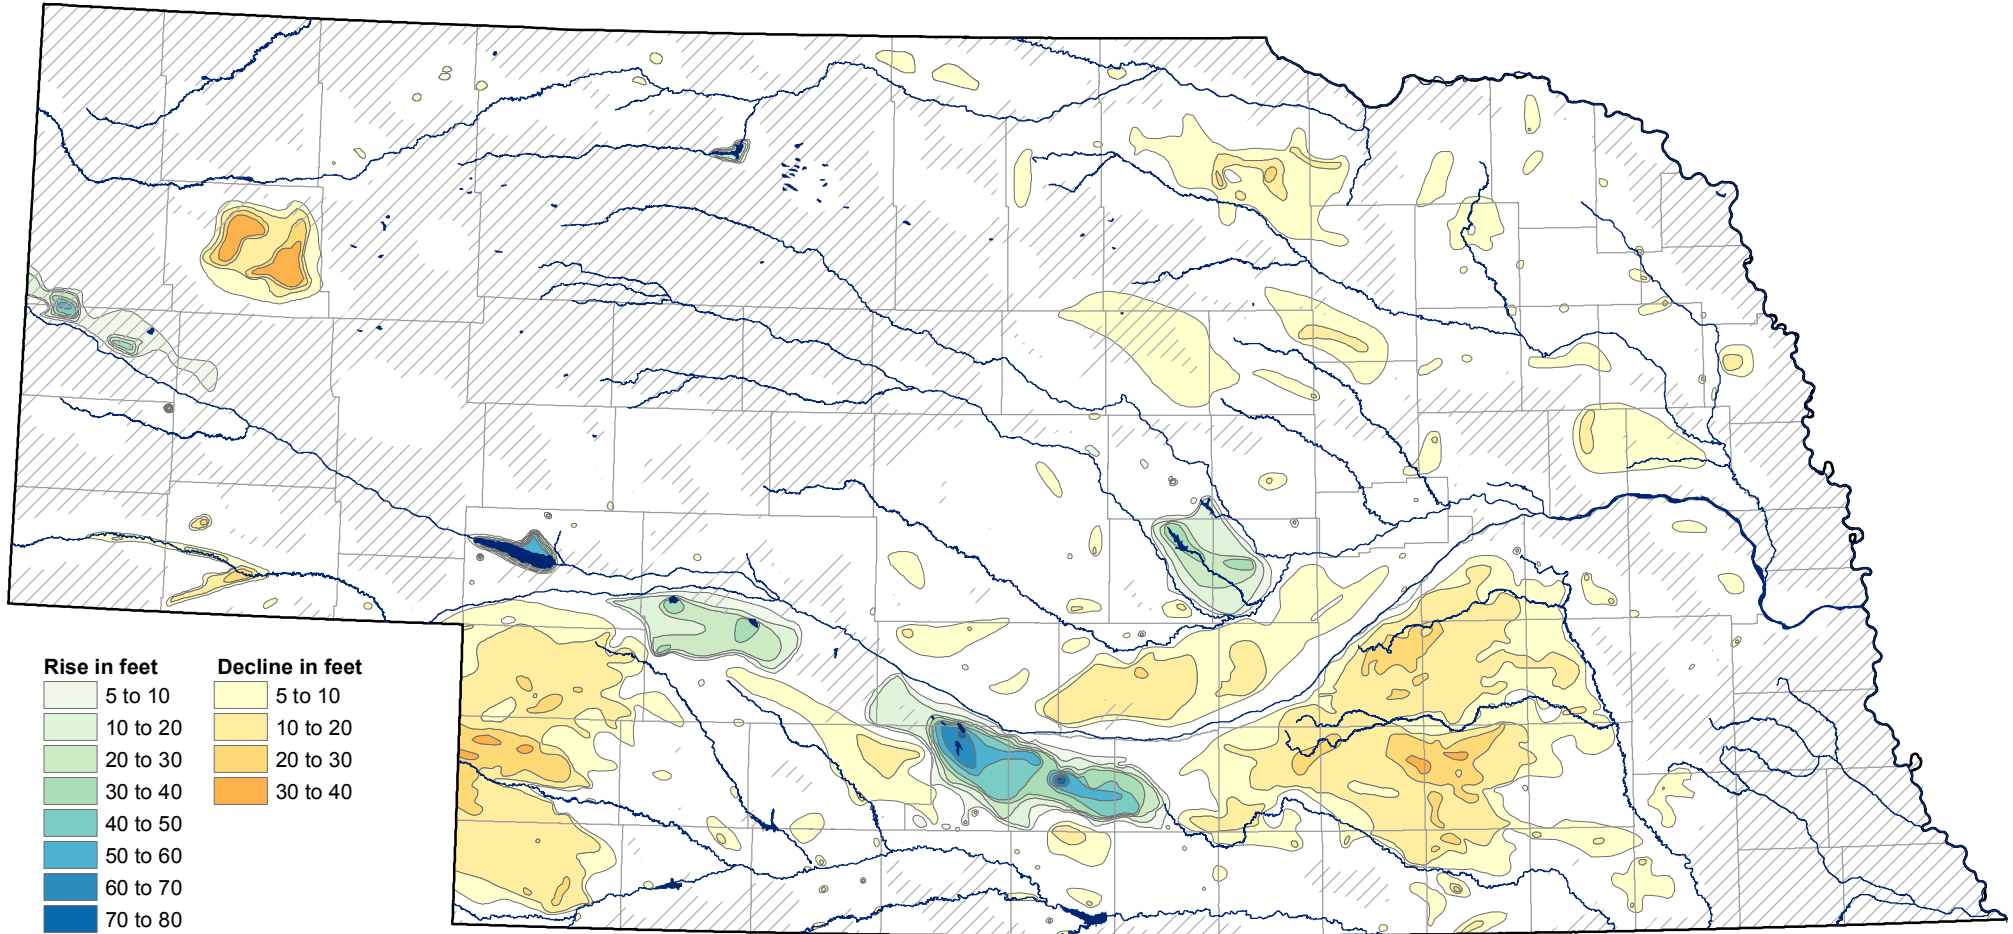 Rise in feet Decline in feet
5 to 10 5 to 10
10 to 20 10 to 20
20 to 30 20 to 30
30 to 40 30 to 40
40 to 50
50 to 60
60 to 70
70 to 80